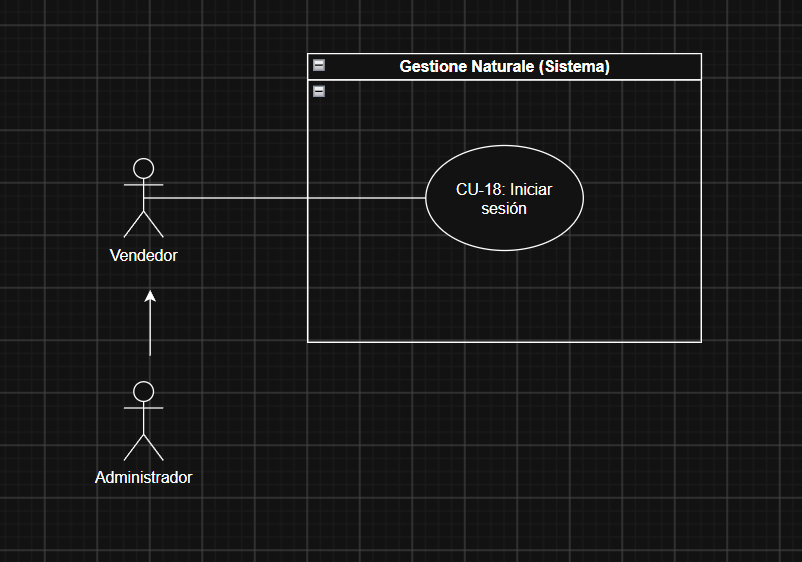 Gestione Naturale (Sistema)
CU-18: Iniciar
sesión
Vendedor
Administrador